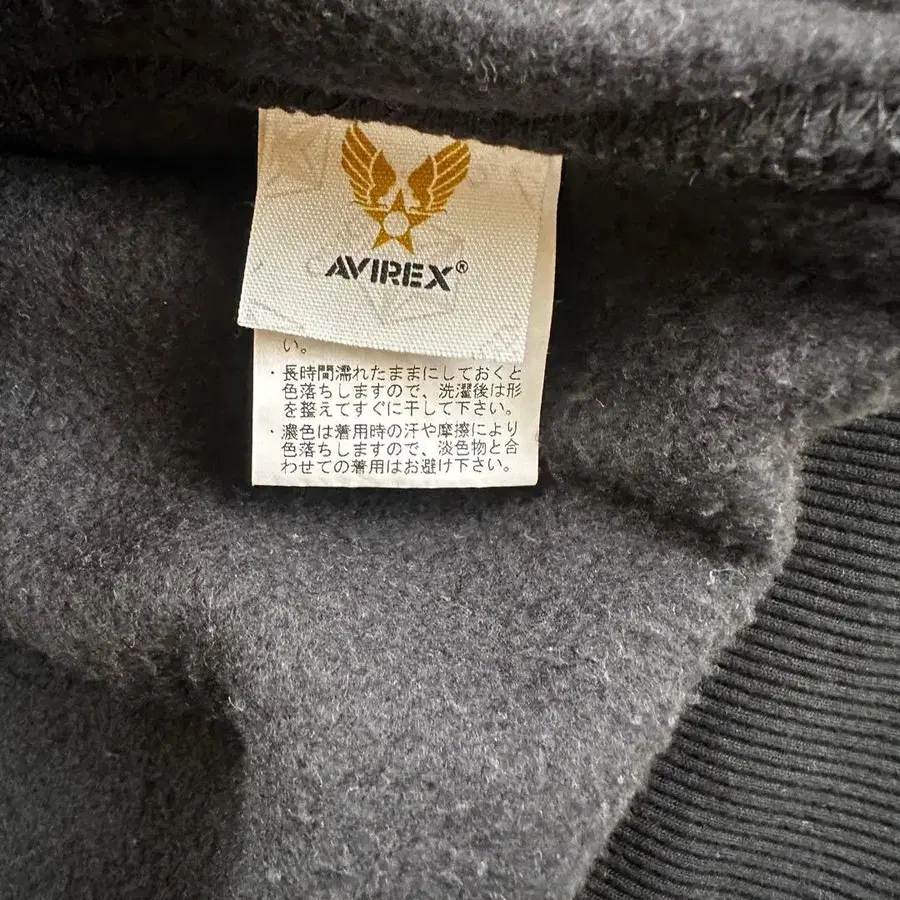 AVIREX®
い。
・長時間濡れたままにしておくと
色落ちしますので、洗濯後は形
を整えてすぐに干して下さい。
・濃色は着用時の汗や摩擦により
色落ちしますので、淡色物と合
わせての着用はお避け下さい。